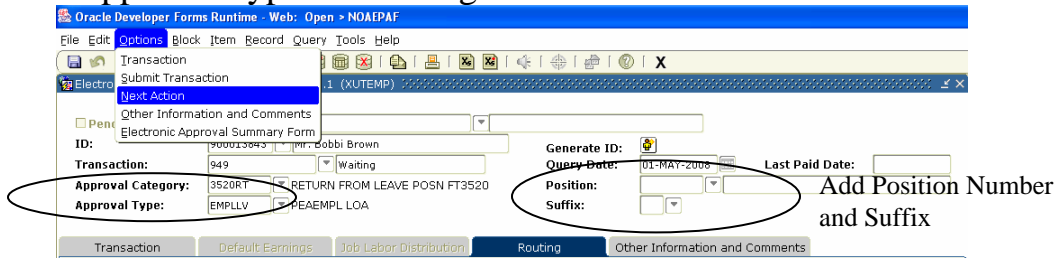 Oracle Developer Forms Runtime - Web: Open > NOAEPAF
File Edit Options Block Item Record Query Tools Help
X
Transaction
Submit Transaction
Electro .1 (XUTEMP)
Next Action
Other Information and Comments
Pend
Electronic Approval Summary Form
ID: 900013843 Mr. Bobbi Brown Generate ID:
Transaction: 949 Waiting Query Date: 01-MAY-2008 Last Paid Date:
Approval Category: 3520RT RETURN FROM LEAVE POSN FT3520 Position: Add Position Number
Approval Type: EMPLLV PEAEMPL LOA Suffix: and Suffix
Transaction Default Earnings Job Labor Distribution Routing Other Information and Comments